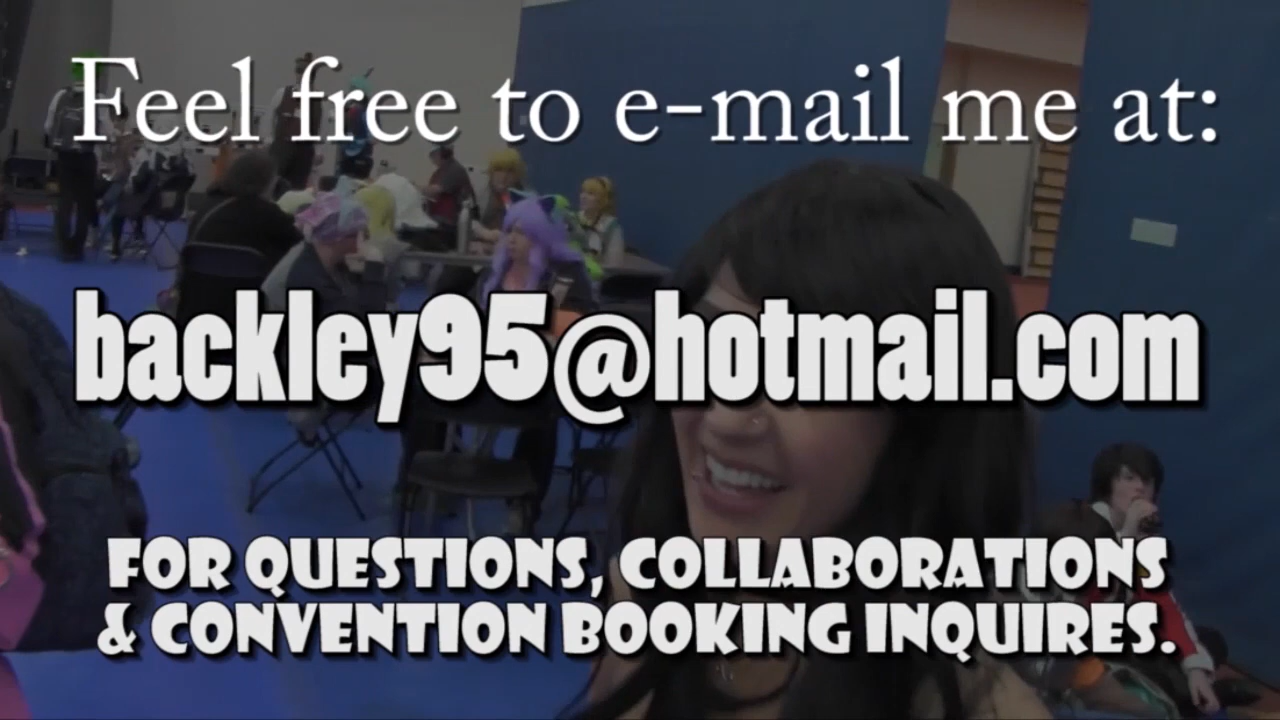 Feel free to e-mail me at:
backley95@hotmail.com
FOR QUESTIONS, COLLABORATIONS
& CONVENTION BOOKING INQUIRES.